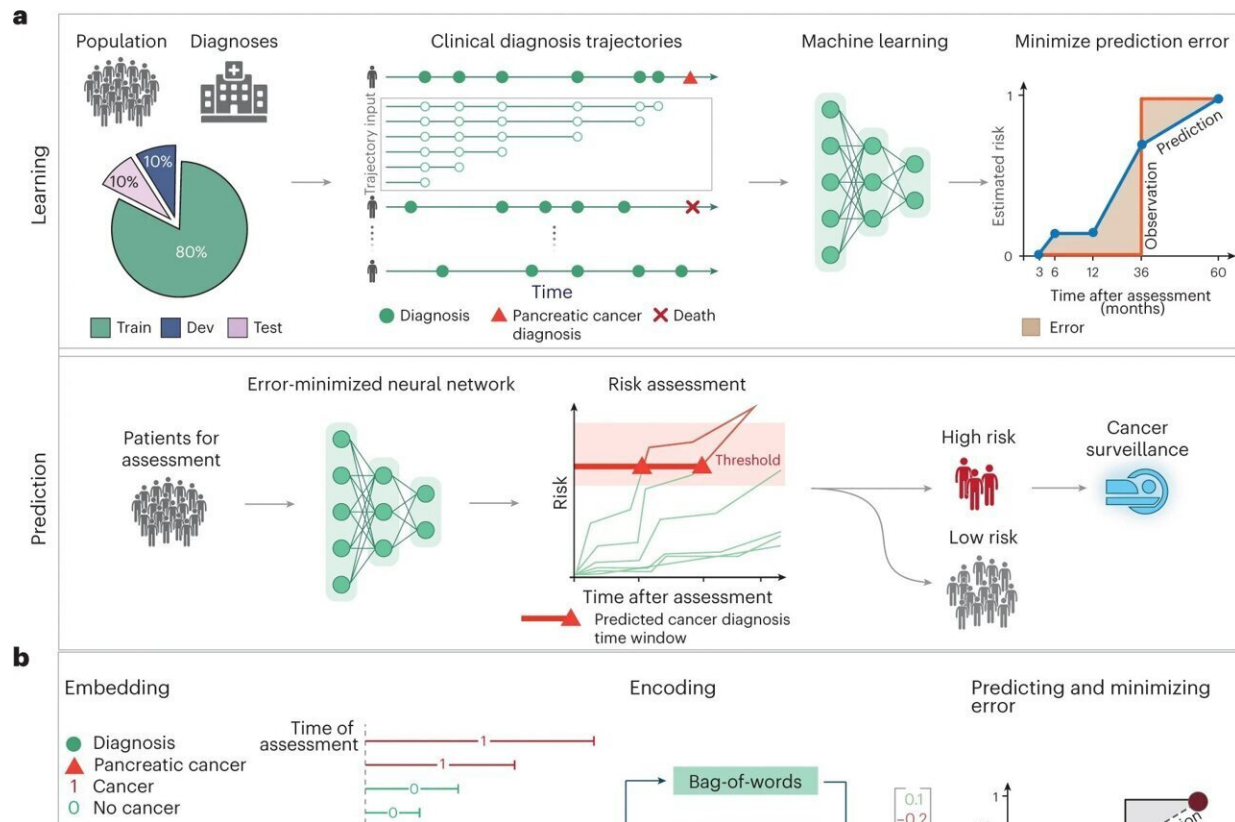 a
Learning
Population
Diagnoses
10%
10%
80%
Train
Dev
Test
Clinical diagnosis trajectories
Trajectory input
Time
Diagnosis
Pancreatic cancer
diagnosis
Death
Machine learning
Minimize prediction error
Estimated risk
1
0
Observation
Prediction
3 6 12 36 60
Time after assessment
(months)
Error
Prediction
Patients for
assessment
Error-minimized neural network
Risk assessment
Risk
Threshold
Time after assessment
Predicted cancer diagnosis
time window
High risk
Low risk
Cancer
surveillance
b
Embedding
Diagnosis
Pancreatic cancer
1 Cancer
0 No cancer
Time of
assessment
1
1
0
0
Encoding
Bag-of-words
0.1
−0.2
Predicting and minimizing
error
1